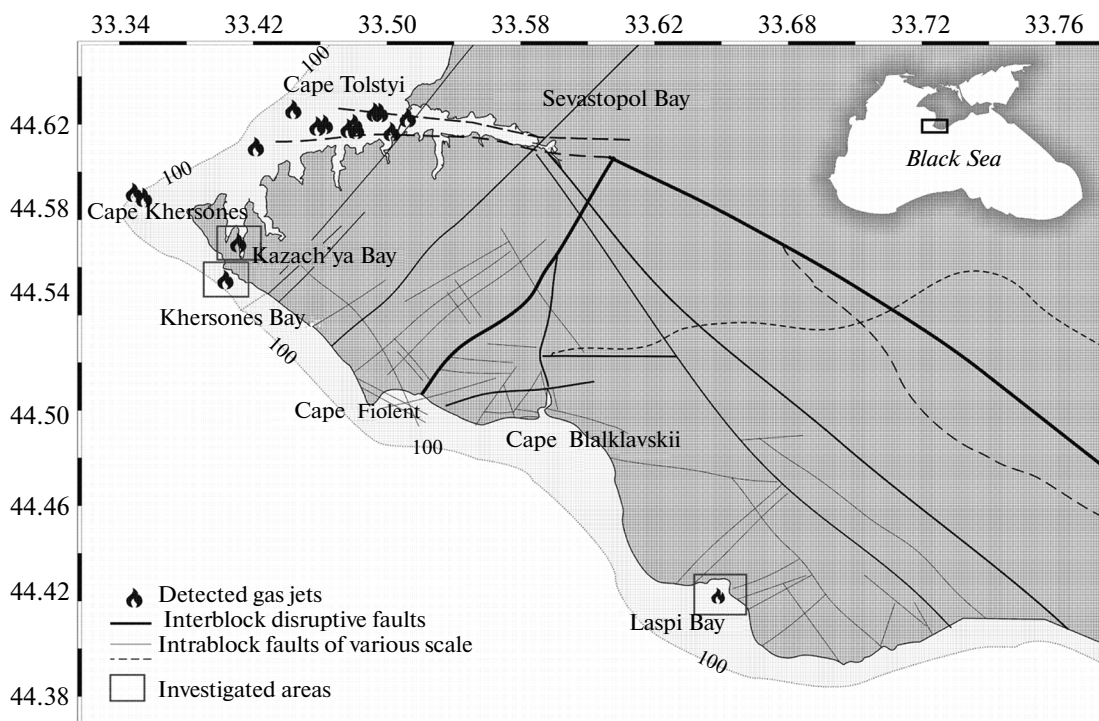 33.34 33.42 33.50 33.58 33.62 33.68 33.72 33.76
100
Cape Tolstyi
Sevastopol Bay
44.62
Black Sea
100
44.58
Cape Khersones
Kazach'ya Bay
44.54
Khersones Bay
100
44.50
Cape Fiolent
Cape Blalklavskii
100
44.46
44.42
Detected gas jets
Interblock disruptive faults
Laspi Bay
Intrablock faults of various scale
100
Investigated areas
44.38